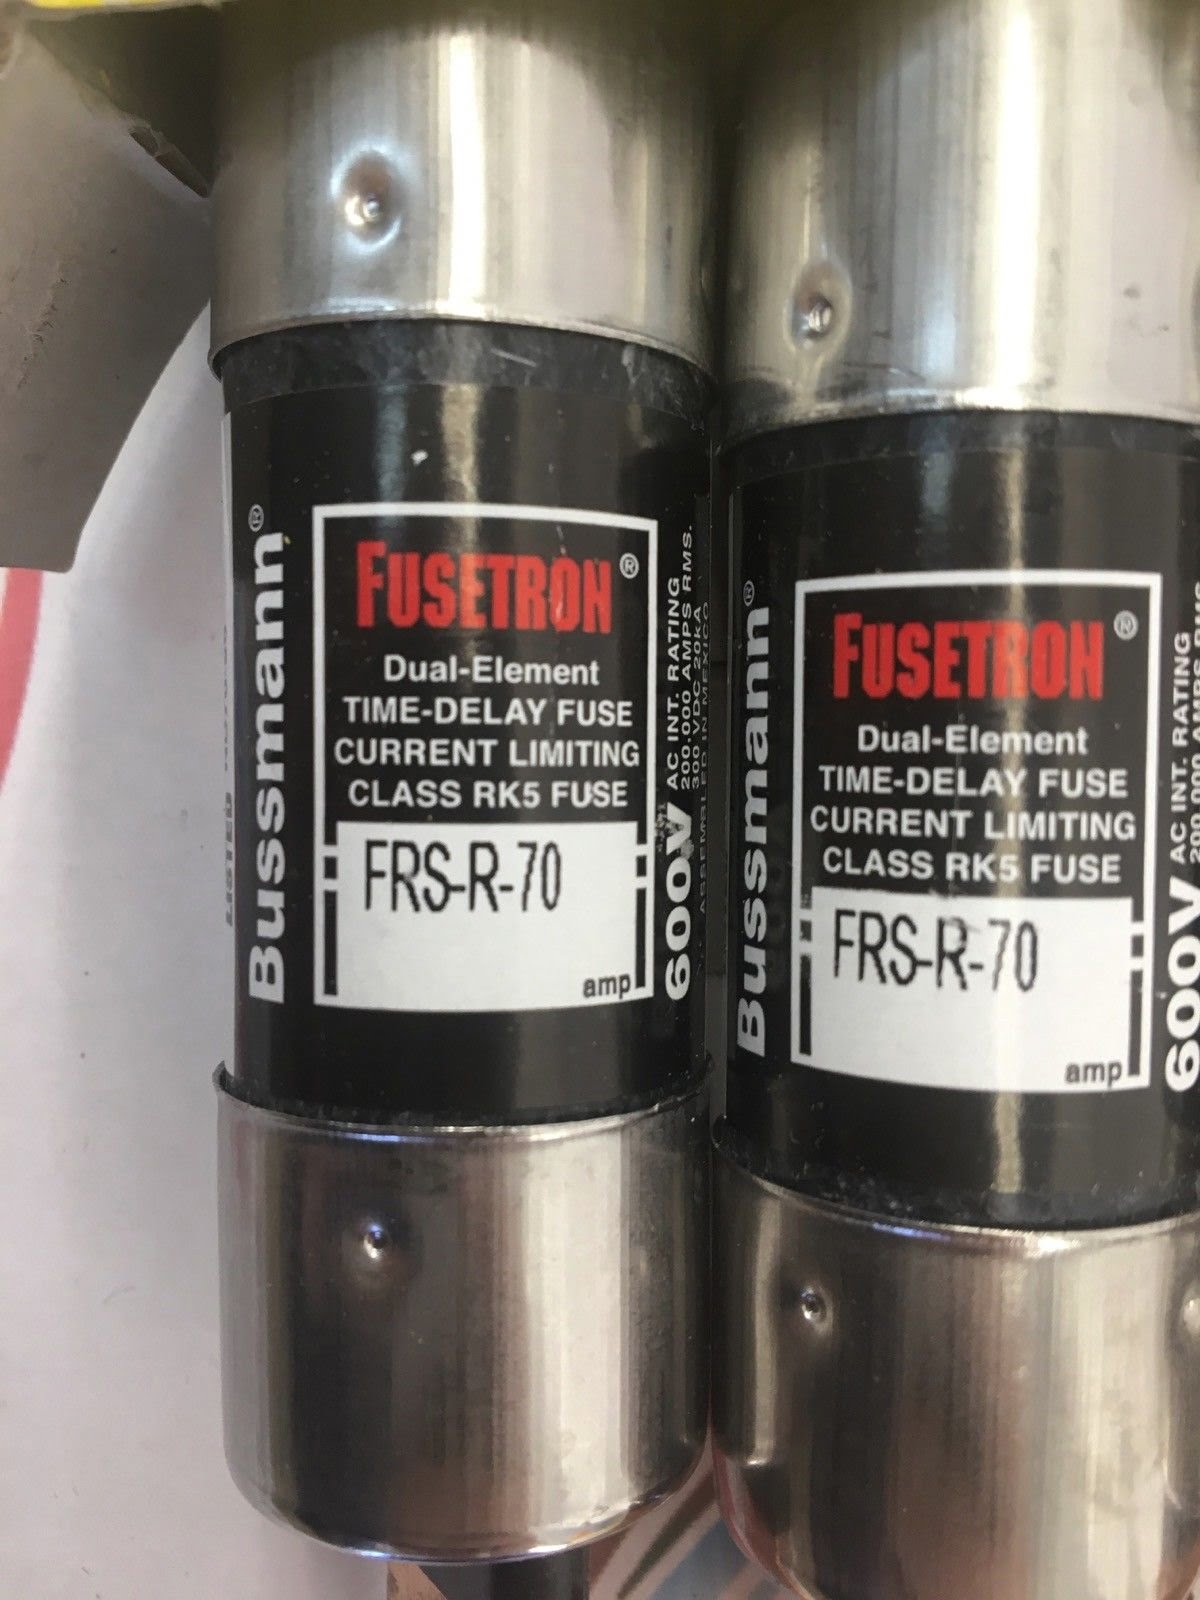 Bussmann®
FUSETRON®
Dual-Element
TIME-DELAY FUSE
CURRENT LIMITING
CLASS RK5 FUSE
FRS-R-70
amp
600V
AC INT. RATING
200,000 AMPS RMS.
300 VDC 20KA
ASSEMBLED IN MEXICO
LISTED
Bussmann®
FUSETRON®
Dual-Element
TIME-DELAY FUSE
CURRENT LIMITING
CLASS RK5 FUSE
FRS-R-70
amp
600V
AC INT. RATING